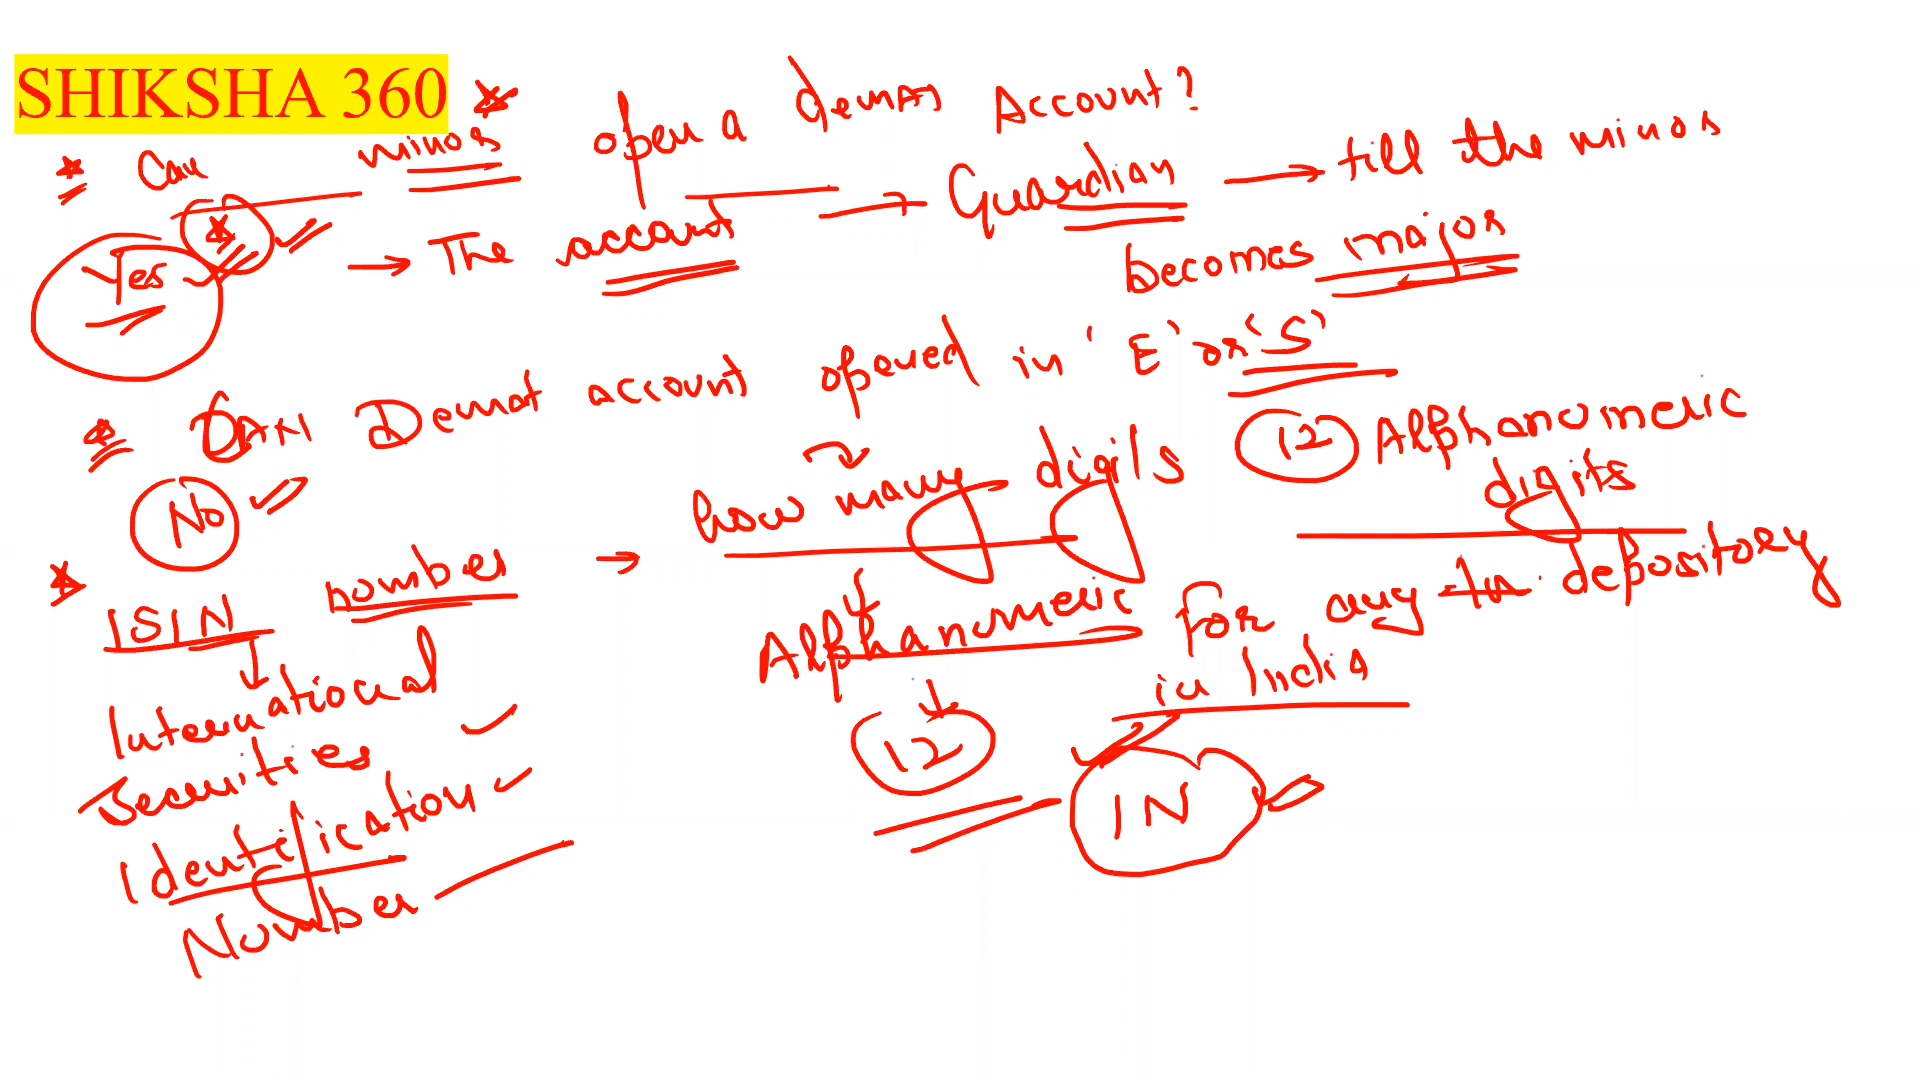 SHIKSHA 360
* Can minor open a demat Account?
Yes → The account → Guardian → till the minor
becomes major
* Can Demat account opened in 'E' or 'S'
No
* ISIN number → how many digits 12 Alphanumeric
digits
International
Securities
Identification
Number
Alphanumeric for any depository
in India
12
IN